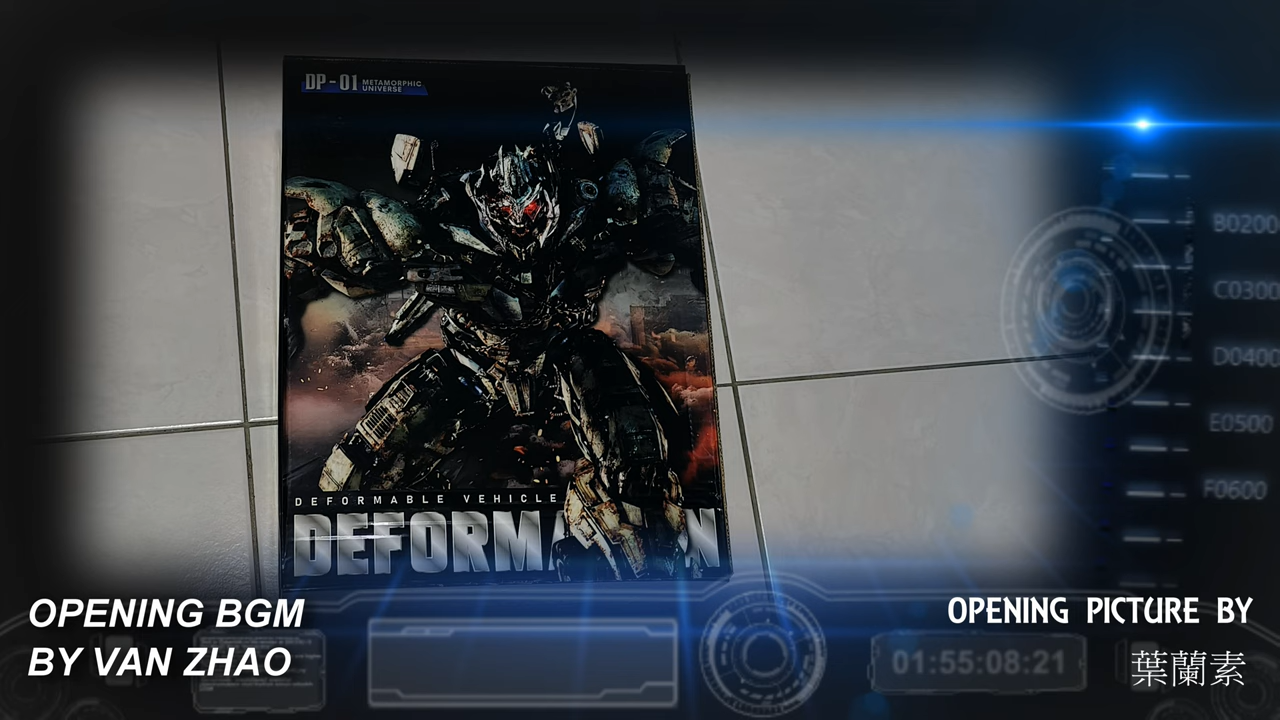 DP-01 METAMORPHIC
UNIVERSE
B0200
C0300
D0400
E0500
F0600
DEFORMABLE VEHICLE
OPENING BGM
BY VAN ZHAO
OPENING PICTURE BY
葉蘭素
01:55:08:21